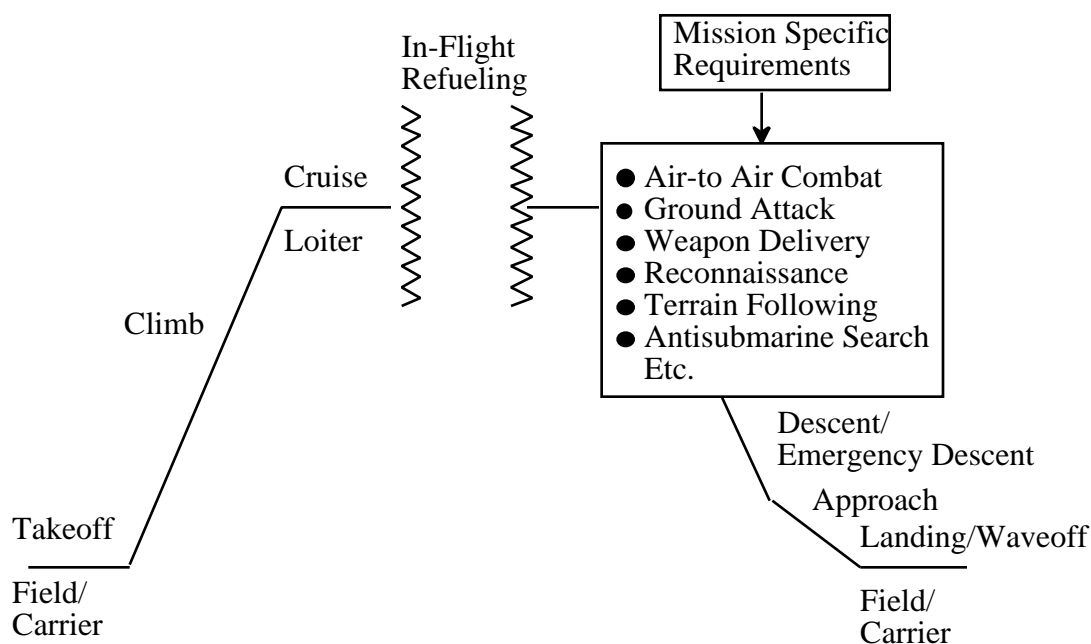 In-Flight
Refueling
Mission Specific
Requirements
Cruise
Loiter
Climb
Takeoff
Field/
Carrier
● Air-to Air Combat
● Ground Attack
● Weapon Delivery
● Reconnaissance
● Terrain Following
● Antisubmarine Search
Etc.
Descent/
Emergency Descent
Approach
Landing/Waveoff
Field/
Carrier